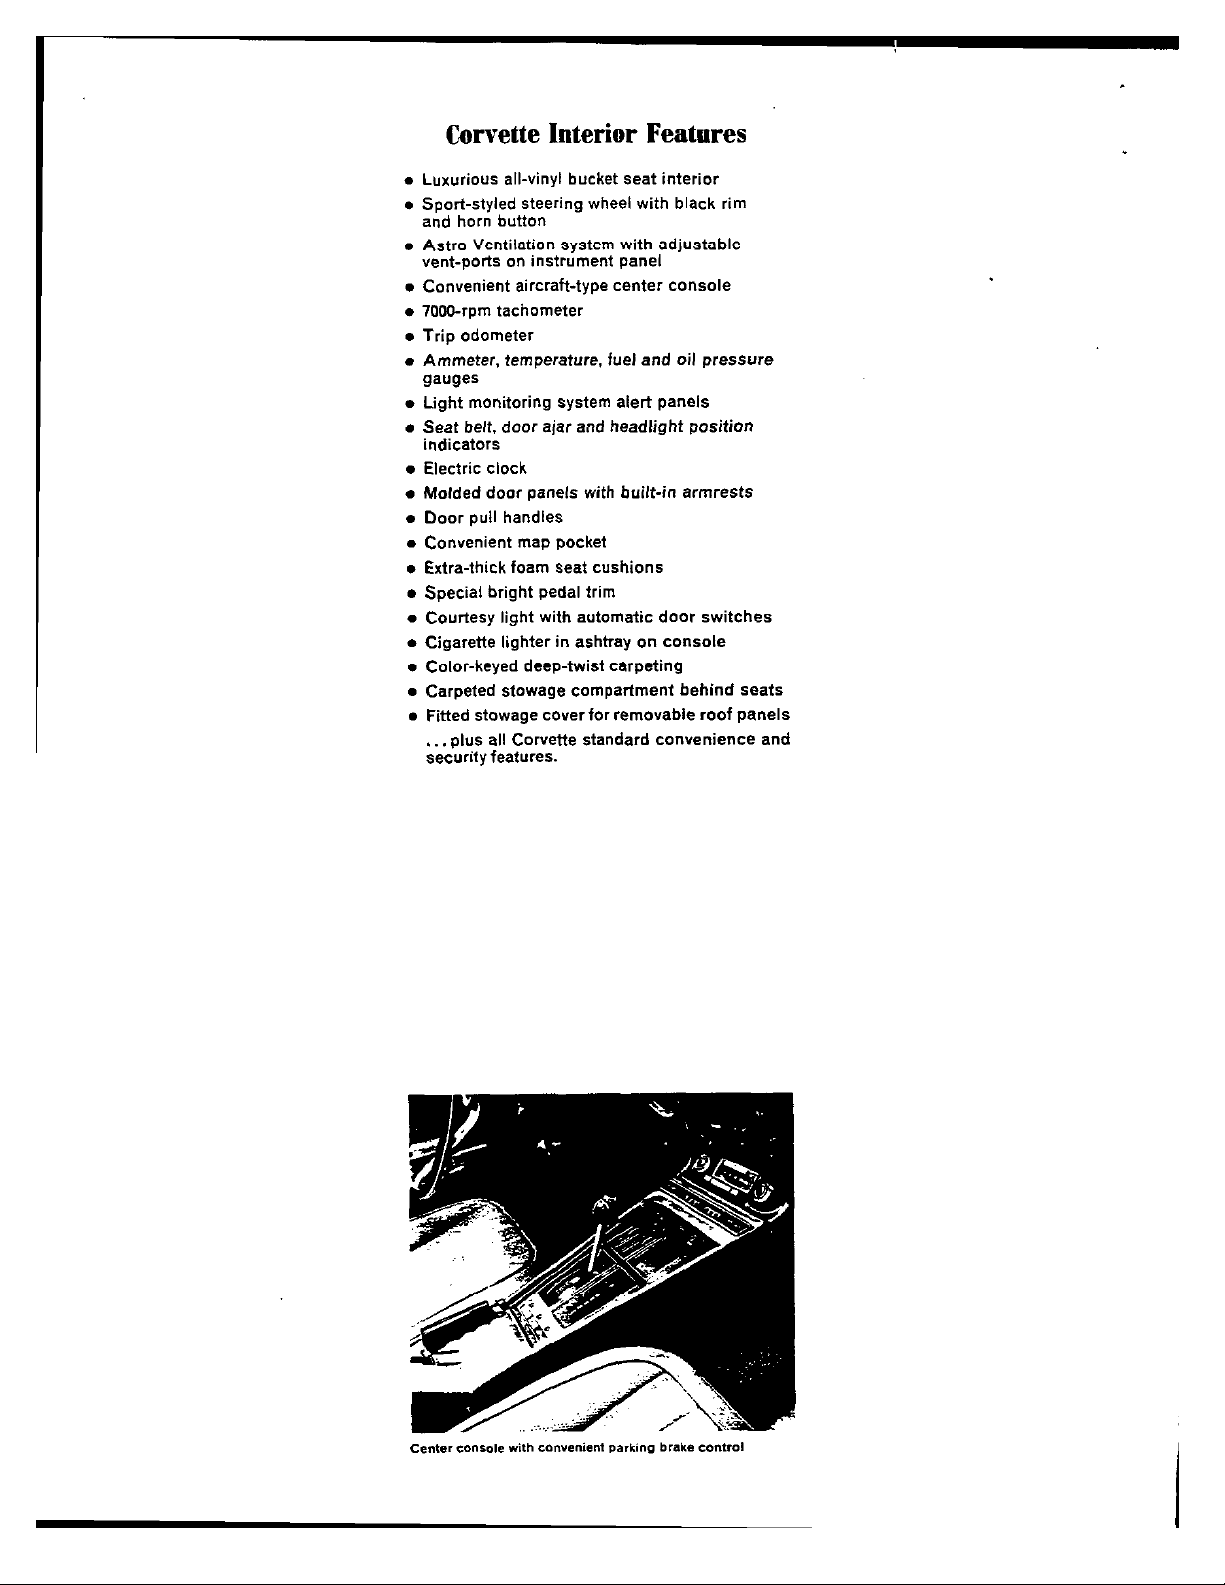 Corvette Interior Features
• Luxurious all-vinyl bucket seat interior
• Sport-styled steering wheel with black rim
and horn button
• Astro Ventilation system with adjustable
vent-ports on instrument panel
• Convenient aircraft-type center console
• 7000-rpm tachometer
• Trip odometer
• Ammeter, temperature, fuel and oil pressure
gauges
• Light monitoring system alert panels
• Seat belt, door ajar and headlight position
indicators
• Electric clock
• Molded door panels with built-in armrests
• Door pull handles
• Convenient map pocket
• Extra-thick foam seat cushions
• Special bright pedal trim
• Courtesy light with automatic door switches
• Cigarette lighter in ashtray on console
• Color-keyed deep-twist carpeting
• Carpeted stowage compartment behind seats
• Fitted stowage cover for removable roof panels
...plus all Corvette standard convenience and
security features.
Center console with convenient parking brake control